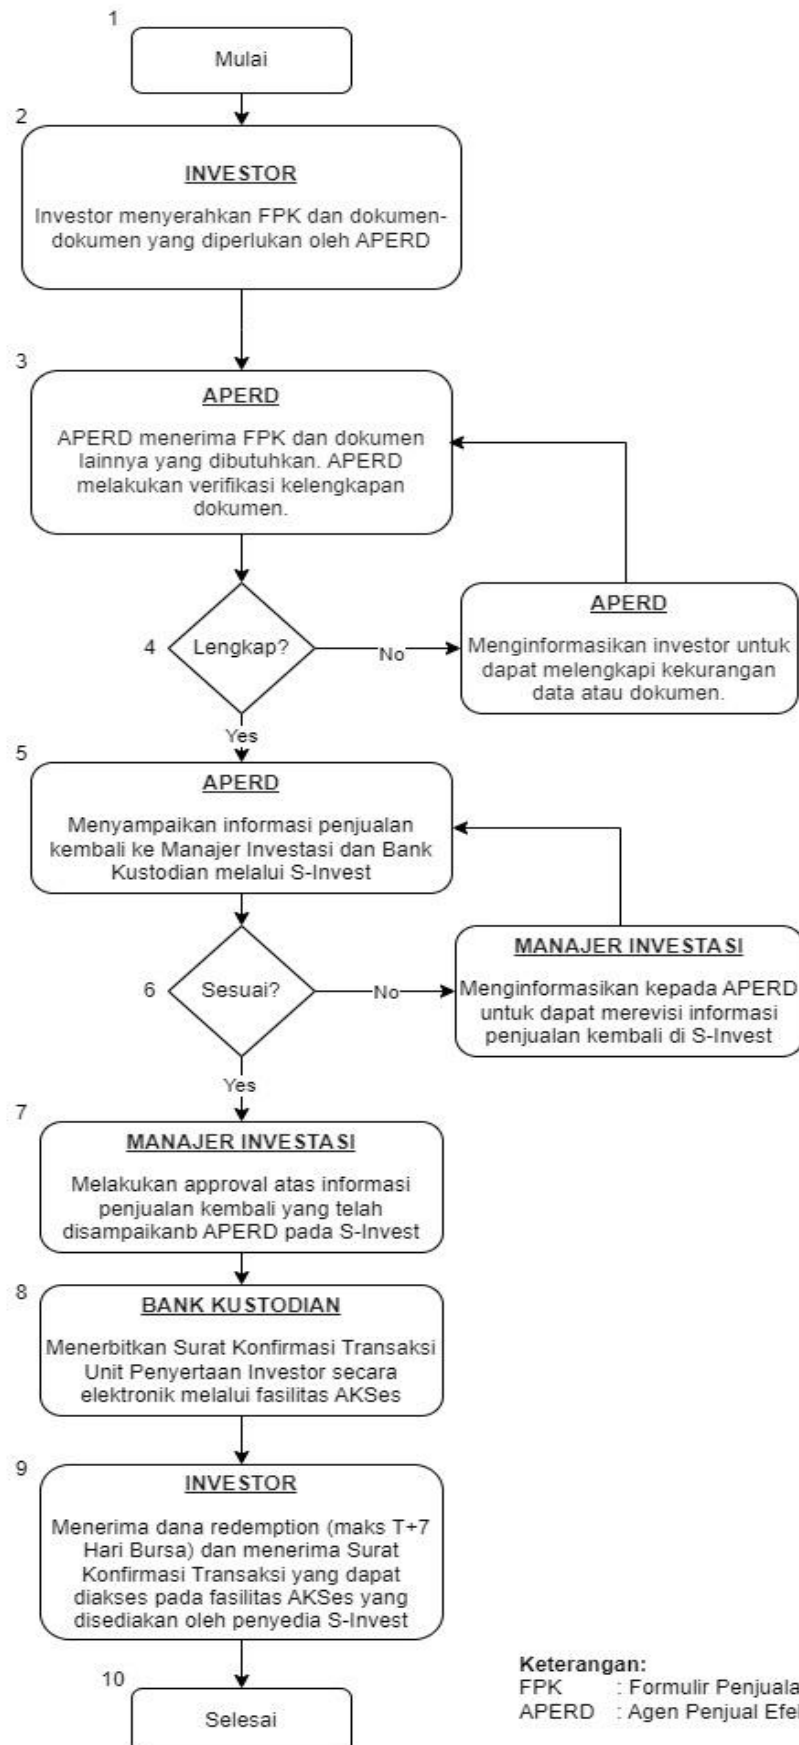 1
Mulai
2
INVESTOR
Investor menyerahkan FPK dan dokumen-
dokumen yang diperlukan oleh APERD
3
APERD
APERD menerima FPK dan dokumen
lainnya yang dibutuhkan. APERD
melakukan verifikasi kelengkapan
dokumen.
4
Lengkap?
No
APERD
Menginformasikan investor untuk
dapat melengkapi kekurangan
data atau dokumen.
Yes
5
APERD
Menyampaikan informasi penjualan
kembali ke Manajer Investasi dan Bank
Kustodian melalui S-Invest
6
Sesuai?
No
MANAJER INVESTASI
Menginformasikan kepada APERD
untuk dapat merevisi informasi
penjualan kembali di S-Invest
Yes
7
MANAJER INVESTASI
Melakukan approval atas informasi
penjualan kembali yang telah
disampaikanb APERD pada S-Invest
8
BANK KUSTODIAN
Menerbitkan Surat Konfirmasi Transaksi
Unit Penyertaan Investor secara
elektronik melalui fasilitas AKSes
9
INVESTOR
Menerima dana redemption (maks T+7
Hari Bursa) dan menerima Surat
Konfirmasi Transaksi yang dapat
diakses pada fasilitas AKSes yang
disediakan oleh penyedia S-Invest
10
Selesai
Keterangan:
FPK : Formulir
APERD : Agen Penjual